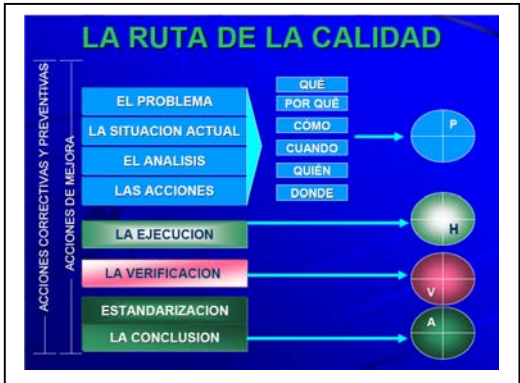 LA RUTA DE LA CALIDAD
ACCIONES CORRECTIVAS Y PREVENTIVAS
ACCIONES DE MEJORA
EL PROBLEMA
LA SITUACION ACTUAL
EL ANALISIS
LAS ACCIONES
QUÉ
POR QUÉ
CÓMO
CUANDO
QUIÉN
DONDE
P
LA EJECUCION
H
LA VERIFICACION
V
ESTANDARIZACION
LA CONCLUSION
A